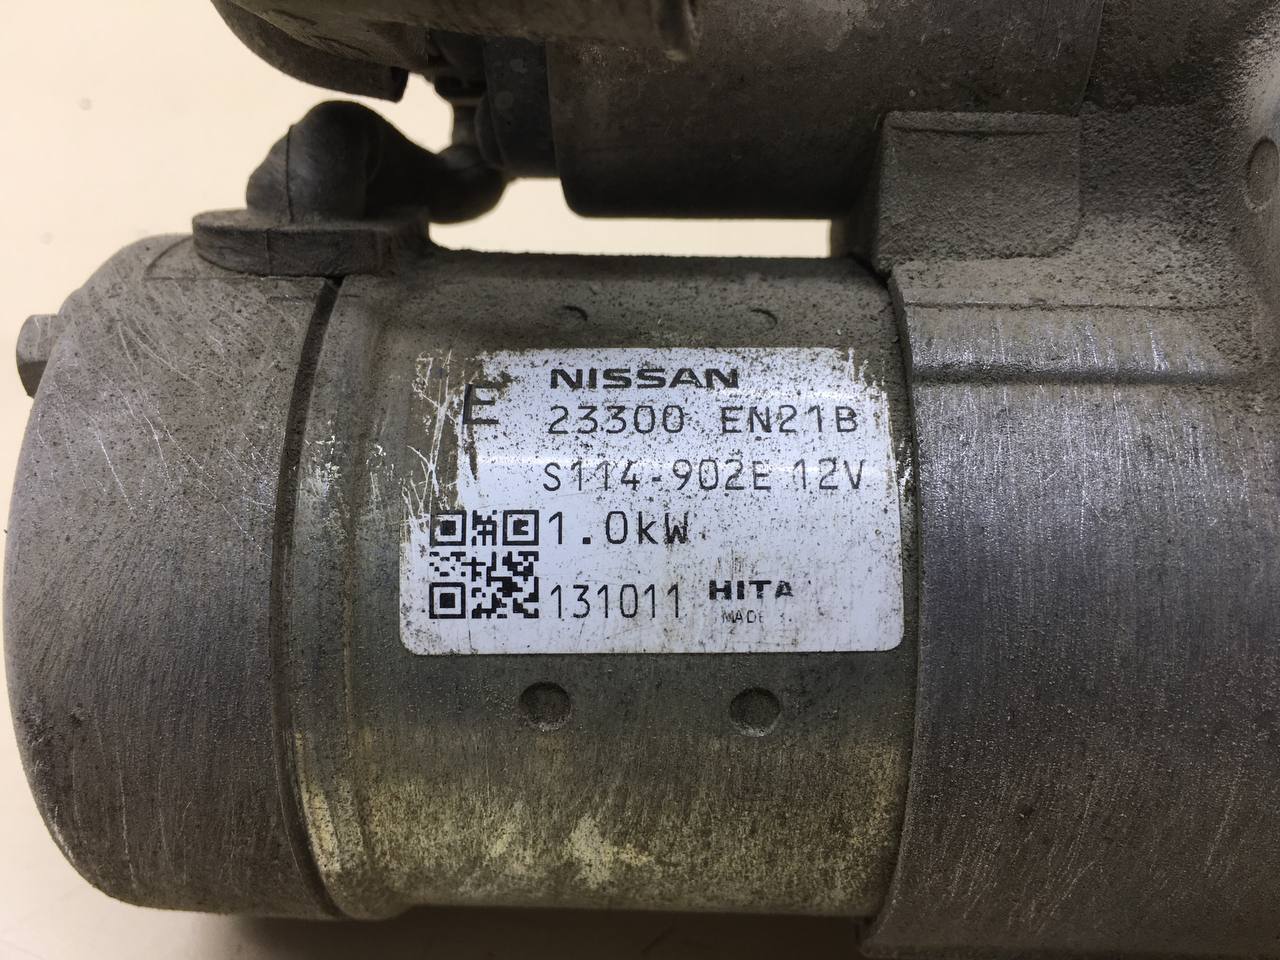 NISSAN
E
23300 EN21B
S114-902E 12V
1.0kW
131011 HITA
MADE